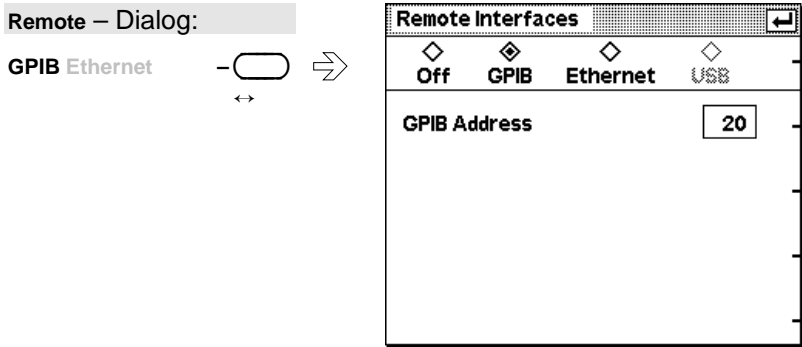 Remote – Dialog:
GPIB Ethernet
Remote Interfaces
Off GPIB Ethernet USB
GPIB Address 20